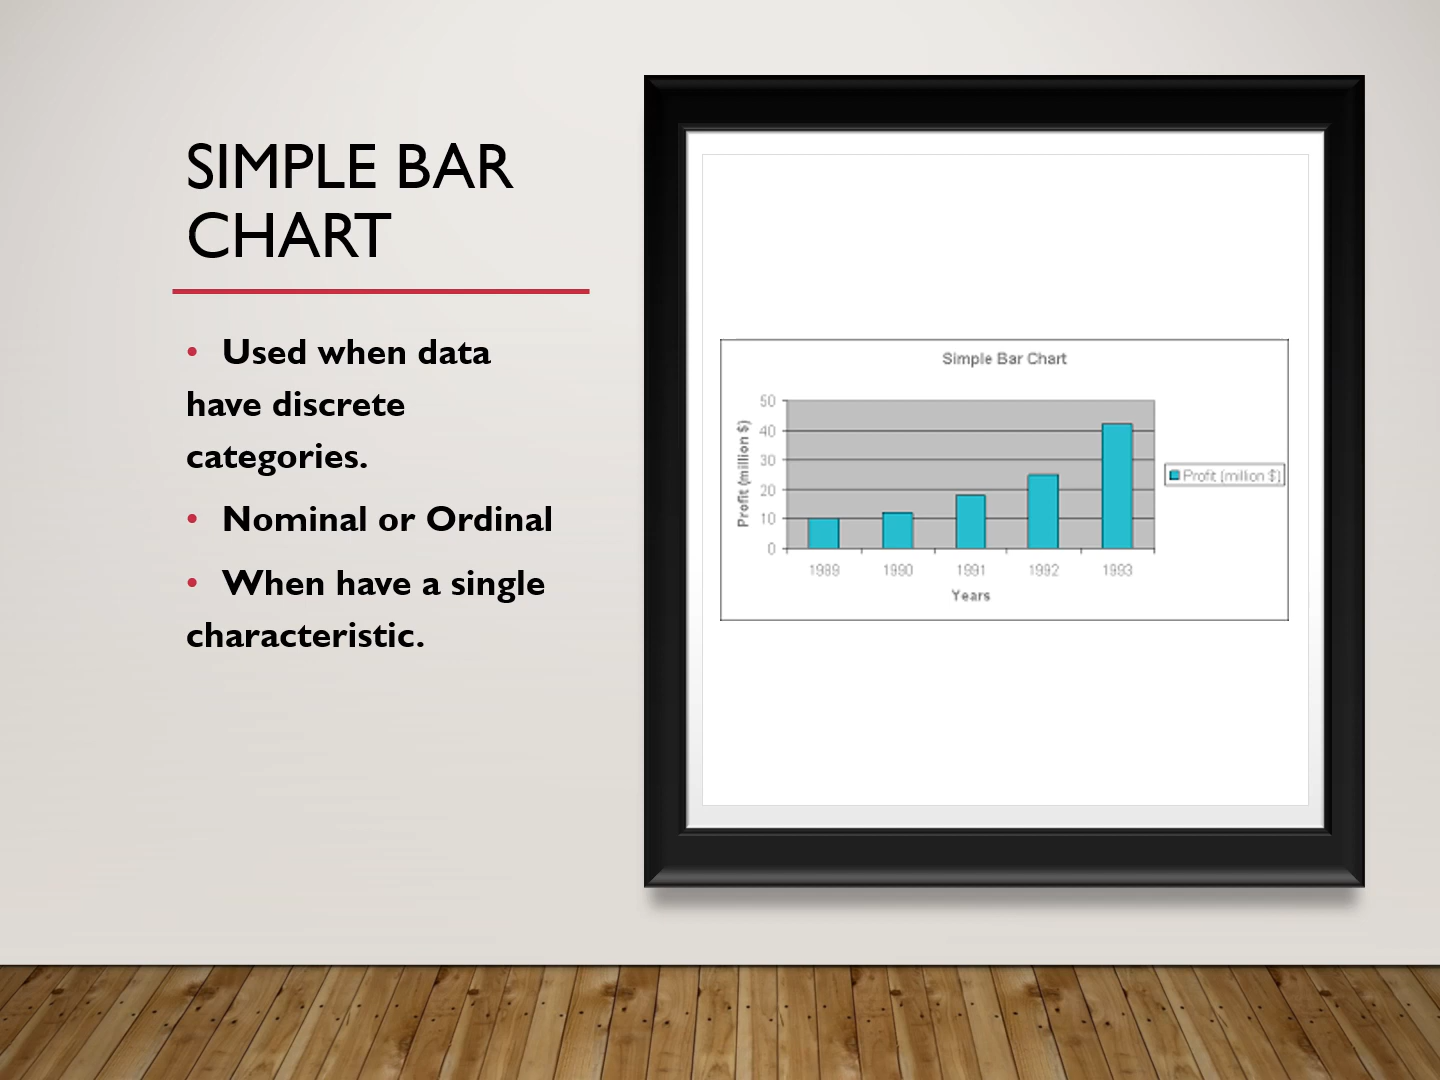 SIMPLE BAR
CHART
• Used when data
have discrete
categories.
• Nominal or Ordinal
• When have a single
characteristic.
Simple Bar Chart
Profit (million $)
50
40
30
20
10
0
1989 1990 1991 1992 1993
Years
Profit (million $)